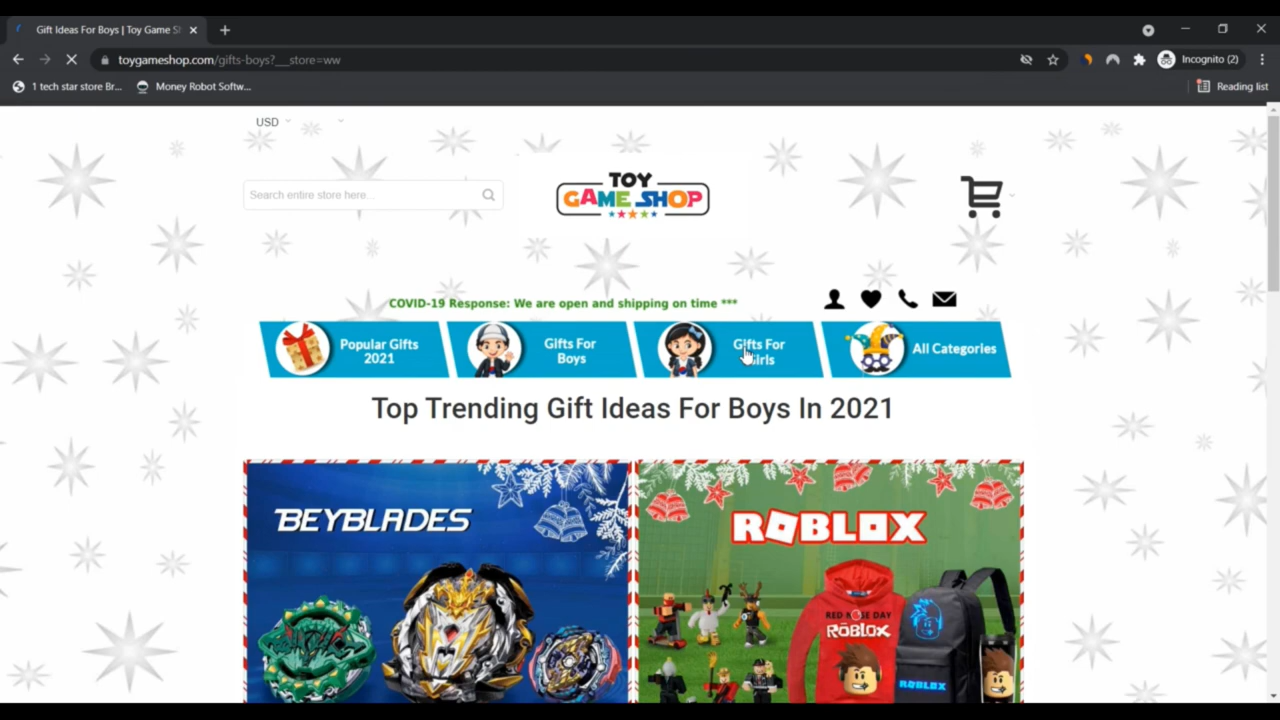 Gift Ideas For Boys | Toy Game S
toygameshop.com/gifts-boys?___store=ww
Incognito (2)
1 tech star store Br...
Money Robot Softw...
Reading list
USD
Search entire store here...
TOY
GAME SHOP
COVID-19 Response: We are open and shipping on time ***
Popular Gifts
2021
Gifts For
Boys
Gifts For
Girls
All Categories
Top Trending Gift Ideas For Boys In 2021
BEYBLADES
ROBLOX
RED NOSE DAY
ROBLOX
ROBLOX